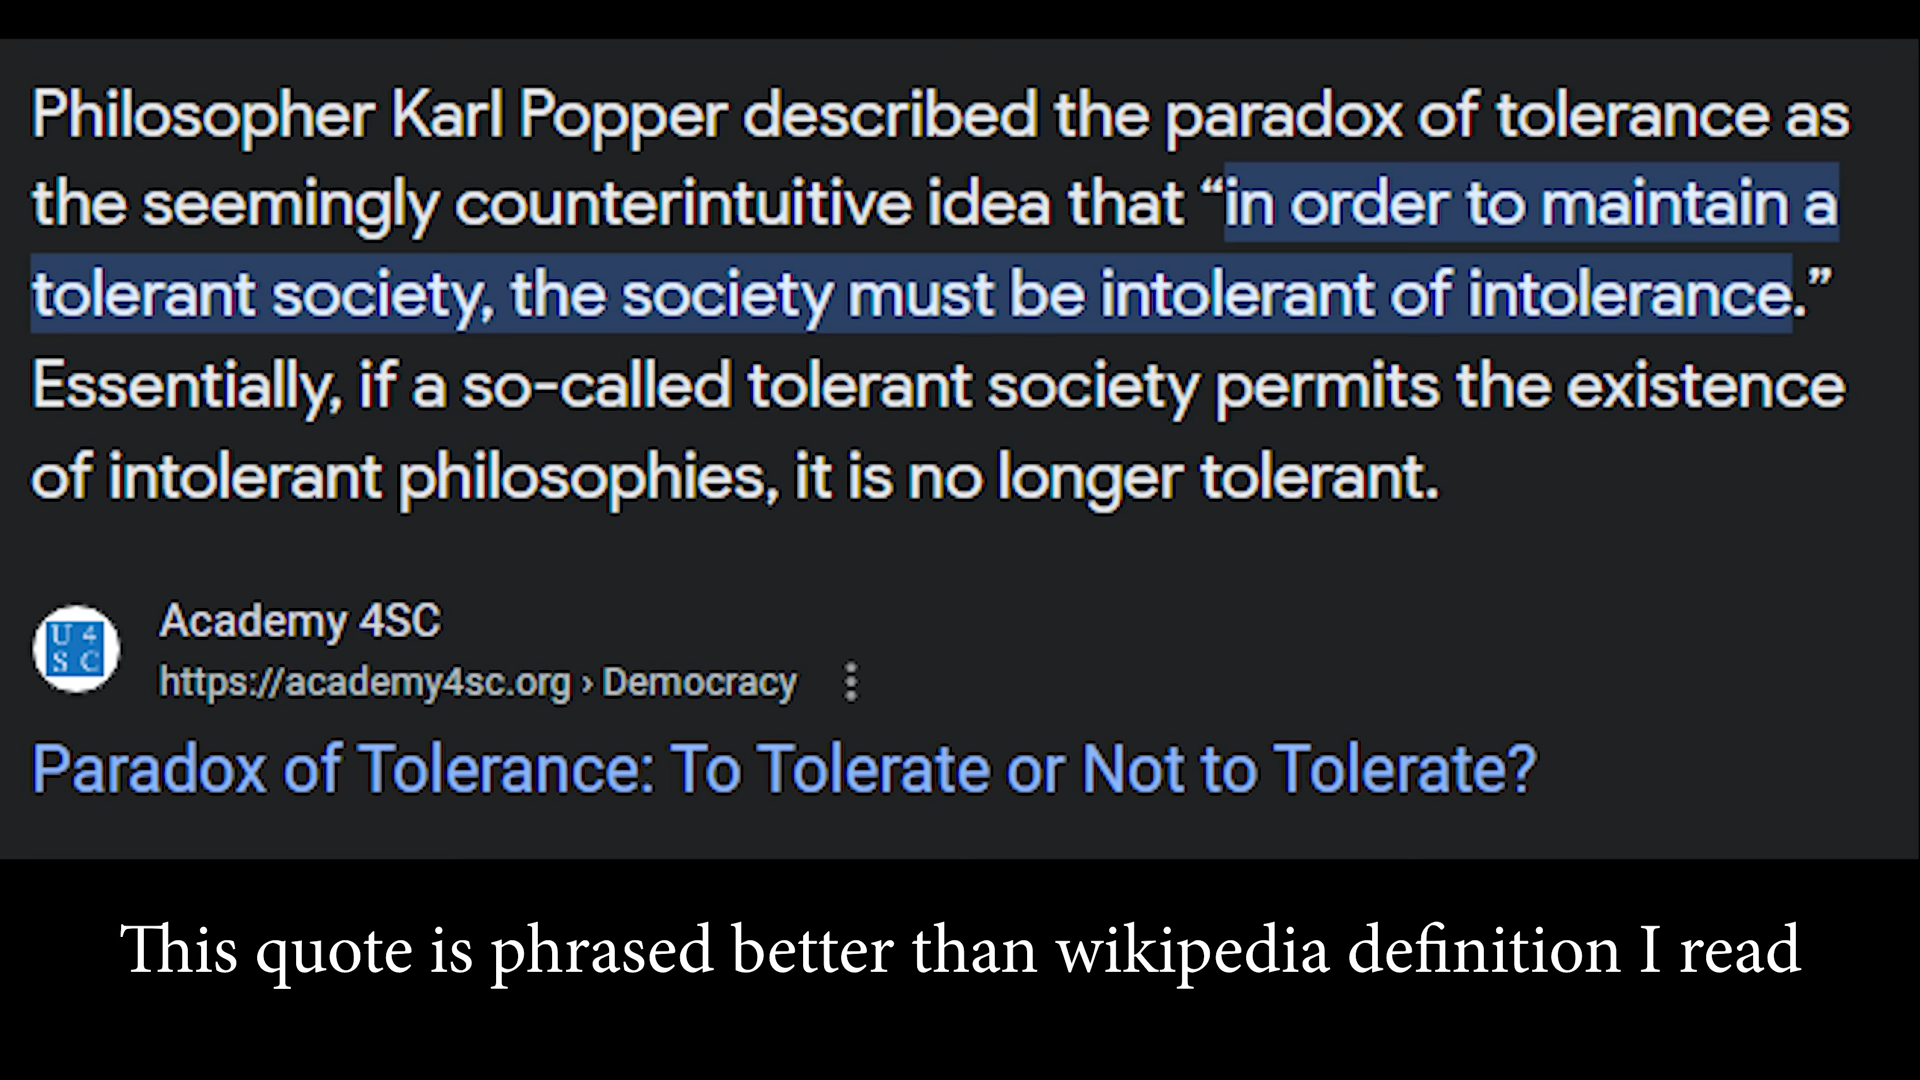 Philosopher Karl Popper described the paradox of tolerance as
the seemingly counterintuitive idea that “in order to maintain a
tolerant society, the society must be intolerant of intolerance.”
Essentially, if a so-called tolerant society permits the existence
of intolerant philosophies, it is no longer tolerant.
U 4
S C
Academy 4SC
https://academy4sc.org › Democracy
Paradox of Tolerance: To Tolerate or Not to Tolerate?
This quote is phrased better than wikipedia definition I read